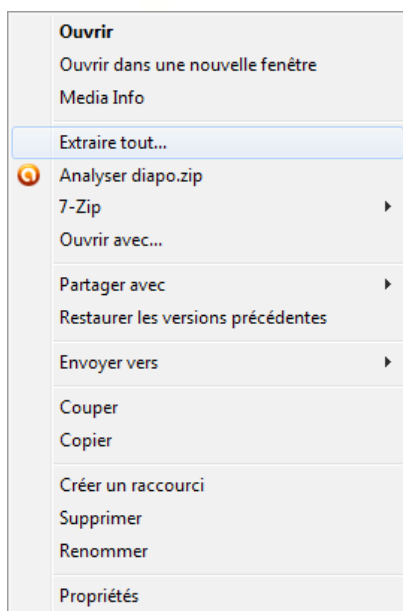 Ouvrir
Ouvrir dans une nouvelle fenêtre
Media Info
Extraire tout...
Analyser diapo.zip
7-Zip
Ouvrir avec...
Partager avec
Restaurer les versions précédentes
Envoyer vers
Couper
Copier
Créer un raccourci
Supprimer
Renommer
Propriétés